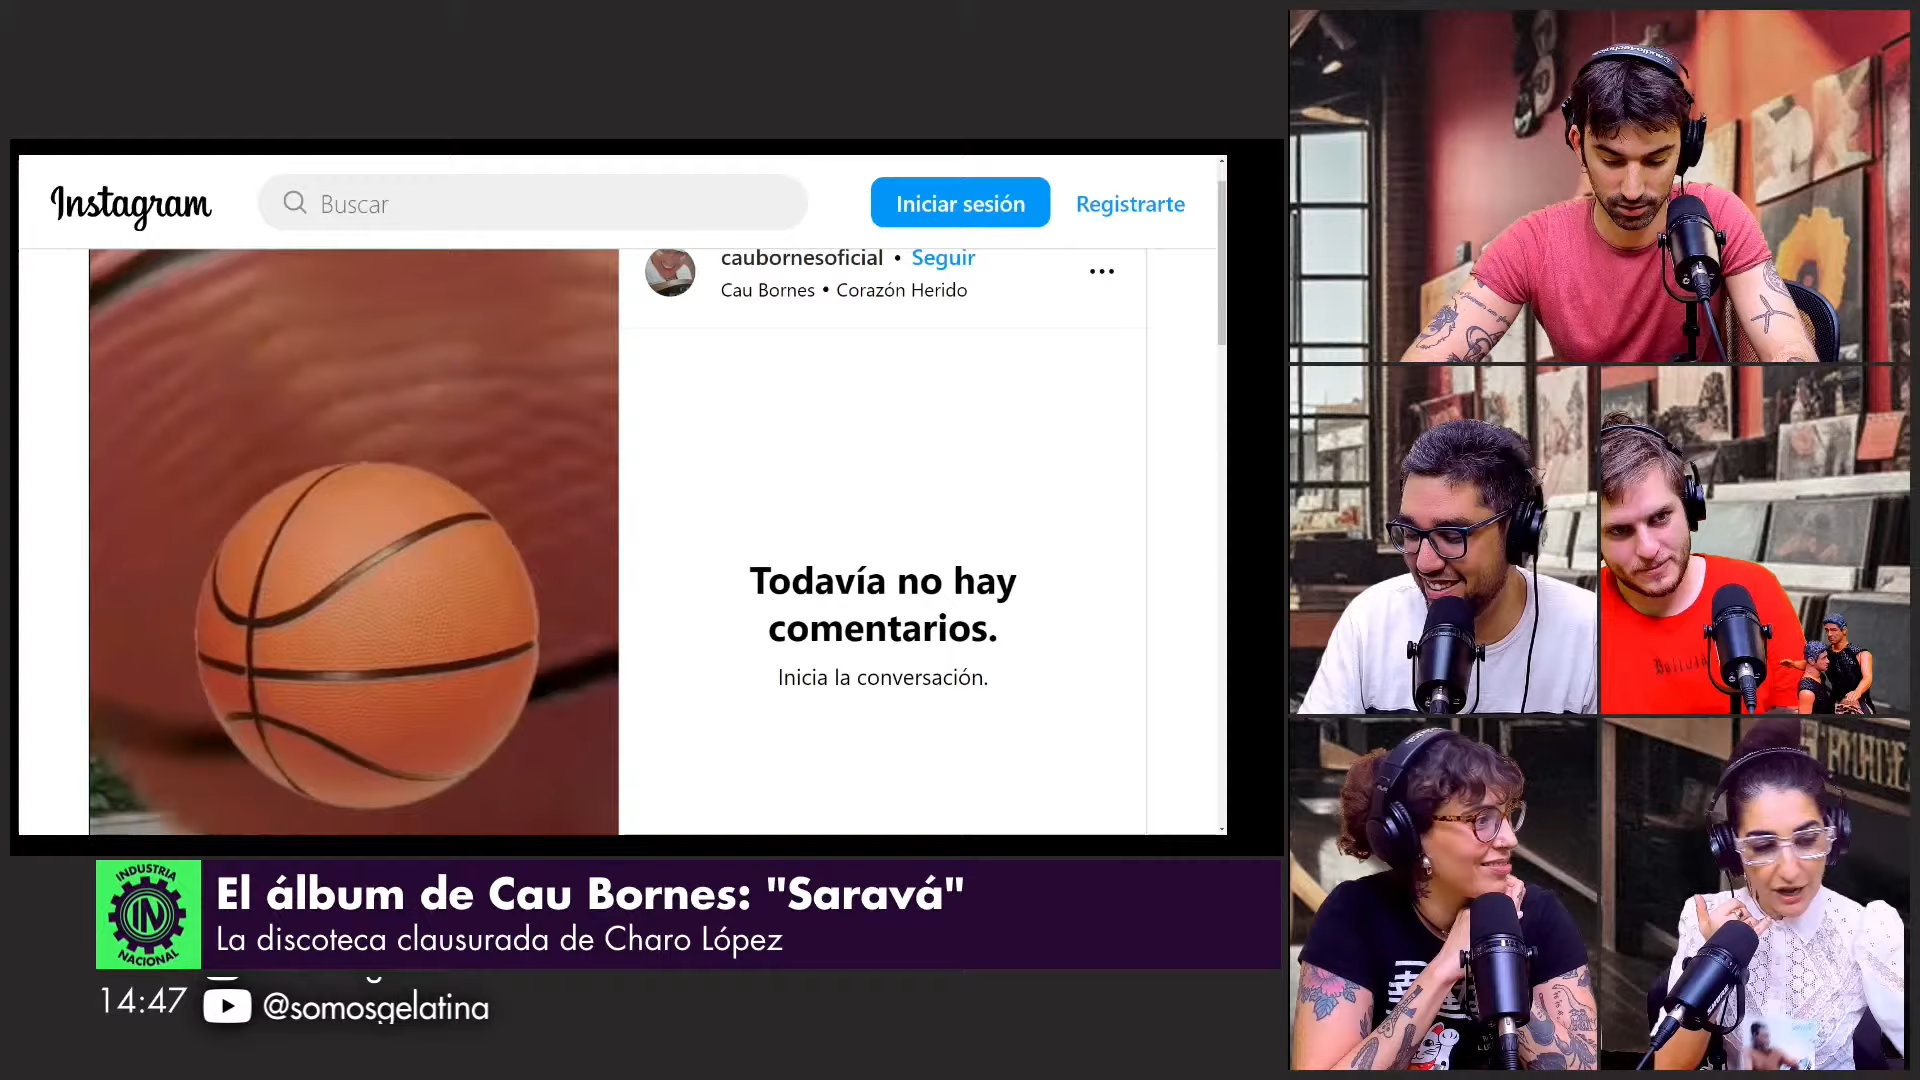 Instagram
Buscar
Iniciar sesión
Registrarte
caubornesoficial • Seguir
Cau Bornes • Corazón Herido
Todavía no hay
comentarios.
Inicia la conversación.
INDUSTRIA
IN
NACIONAL
El álbum de Cau Bornes: "Saravá"
La discoteca clausurada de Charo López
14:47
@somosgelatina